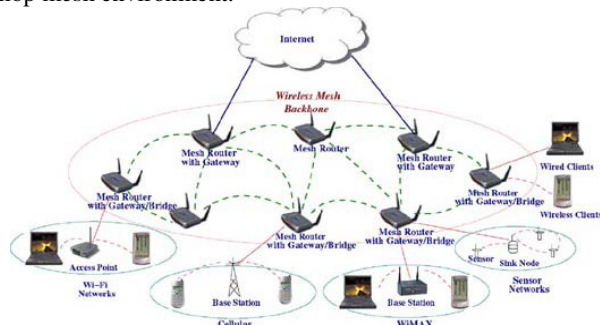 hop mesh environment.
Internet
Wireless Mesh
Backbone
Mesh Router
with Gateway
Mesh Router
Mesh Router
with Gateway
Wired Clients
Mesh Router
with Gateway/Bridge
Mesh Router
with Gateway/Bridge
Wireless Clients
Mesh Router
with Gateway/Bridge
Mesh Router
with Gateway/Bridge
Access Point
Wi-Fi
Networks
Base Station
Cellular
Base Station
WiMAX
Sensor
Sink Node
Sensor
Networks